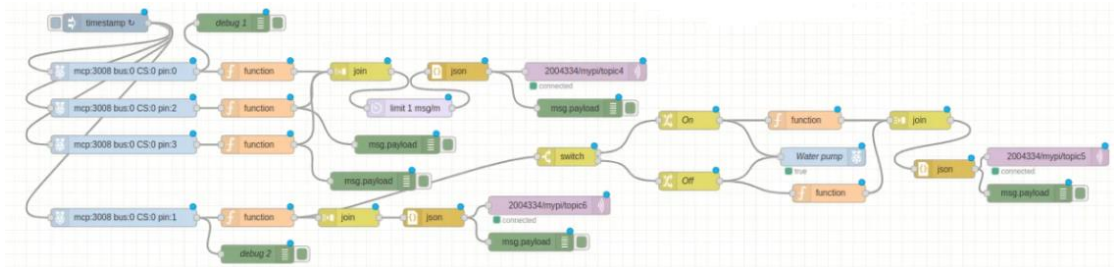 timestamp ↻
debug 1
mcp:3008 bus:0 CS:0 pin:0
function
join
json
2004334/mypi/topic4
connected
mcp:3008 bus:0 CS:0 pin:2
function
limit 1 msg/m
msg.payload
mcp:3008 bus:0 CS:0 pin:3
function
msg.payload
msg.payload
switch
On
function
join
Water pump
true
Off
function
json
2004334/mypi/topic5
connected
msg.payload
mcp:3008 bus:0 CS:0 pin:1
function
join
json
2004334/mypi/topic6
connected
msg.payload
debug 2